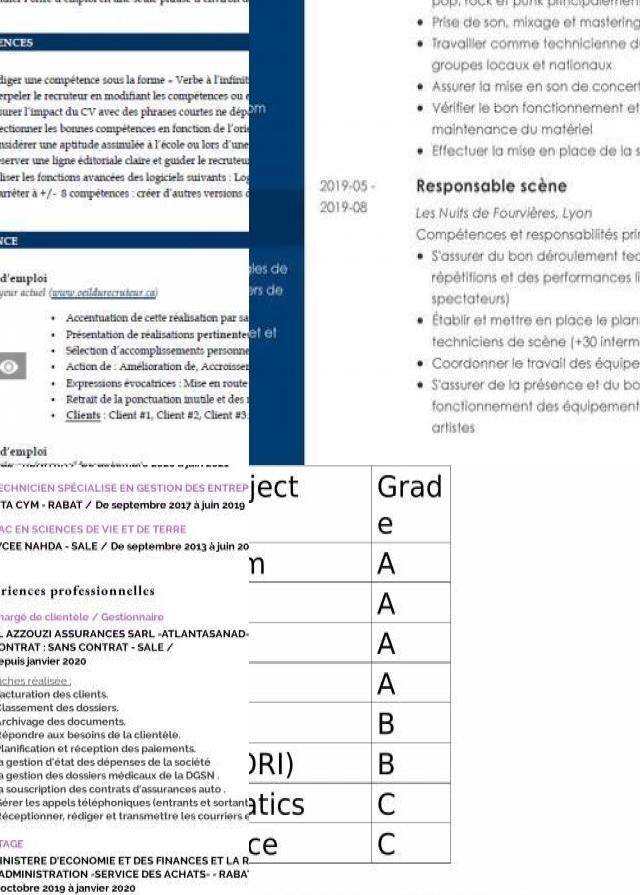 ENCES
diger une compétence sous la forme « Verbe à l'infinit
erpeler le recruteur en modifiant les compétences ou e
surer l'impact du CV avec des phrases courtes ne dép
ectionner les bonnes compétences en fonction de l'orie
nsidérer une aptitude assimilée à l'école ou lors d'une
server une ligne éditoriale claire et guider le recruteu
liser les fonctions avancées des logiciels suivants : Log
arrêter à +/- 8 compétences : créer d'autres versions d
NCE
d'emploi
yeur actuel (www.oeildurecruteur.ca)
• Accentuation de cette réalisation par sa
• Présentation de réalisations pertinente
• Sélection d'accomplissements personne
• Action de : Amélioration de, Accroisse
• Expressions évocatrices : Mise en route
• Retrait de la ponctuation inutile et des
• Clients : Client #1, Client #2, Client #3.
d'emploi
om
les de
ers de
et et
pop, rock et punk principalemen
• Prise de son, mixage et mastering
• Travailler comme technicienne d
groupes locaux et nationaux
• Assurer la mise en son de concert
• Vérifier le bon fonctionnement et
maintenance du matériel
• Effectuer la mise en place de la s
2019-05 -
2019-08
Responsable scène
Les Nuits de Fourvières, Lyon
Compétences et responsabilités prin
• S'assurer du bon déroulement tec
répétitions et des performances li
spectateurs)
• Établir et mettre en place le plan
techniciens de scène (+30 interm
• Coordonner le travail des équipe
• S'assurer de la présence et du bo
fonctionnement des équipement
artistes
ECHNICIEN SPÉCIALISE EN GESTION DES ENTREP
TA CYM - RABAT / De septembre 2017 à juin 2019
AC EN SCIENCES DE VIE ET DE TERRE
YCEE NAHDA - SALE / De septembre 2013 à juin 20
riences professionnelles
hargé de clientèle / Gestionnaire
L AZZOUZI ASSURANCES SARL -ATLANTASANAD-
ONTRAT : SANS CONTRAT - SALE /
epuis janvier 2020
âches réalisée :
acturation des clients.
lassement des dossiers.
rchivage des documents.
épondre aux besoins de la clientèle.
lanification et réception des paiements.
a gestion d'état des dépenses de la société
a gestion des dossiers médicaux de la DGSN .
a souscription des contrats d'assurances auto .
érer les appels téléphoniques (entrants et sortant
éceptionner, rédiger et transmettre les courriers e
TAGE
INISTERE D'ECONOMIE ET DES FINANCES ET LA R
ADMINISTRATION -SERVICE DES ACHATS- - RABA
octobre 2019 à janvier 2020
ject Grad
e
m A
A
A
A
B
ORI) B
atics C
ce C